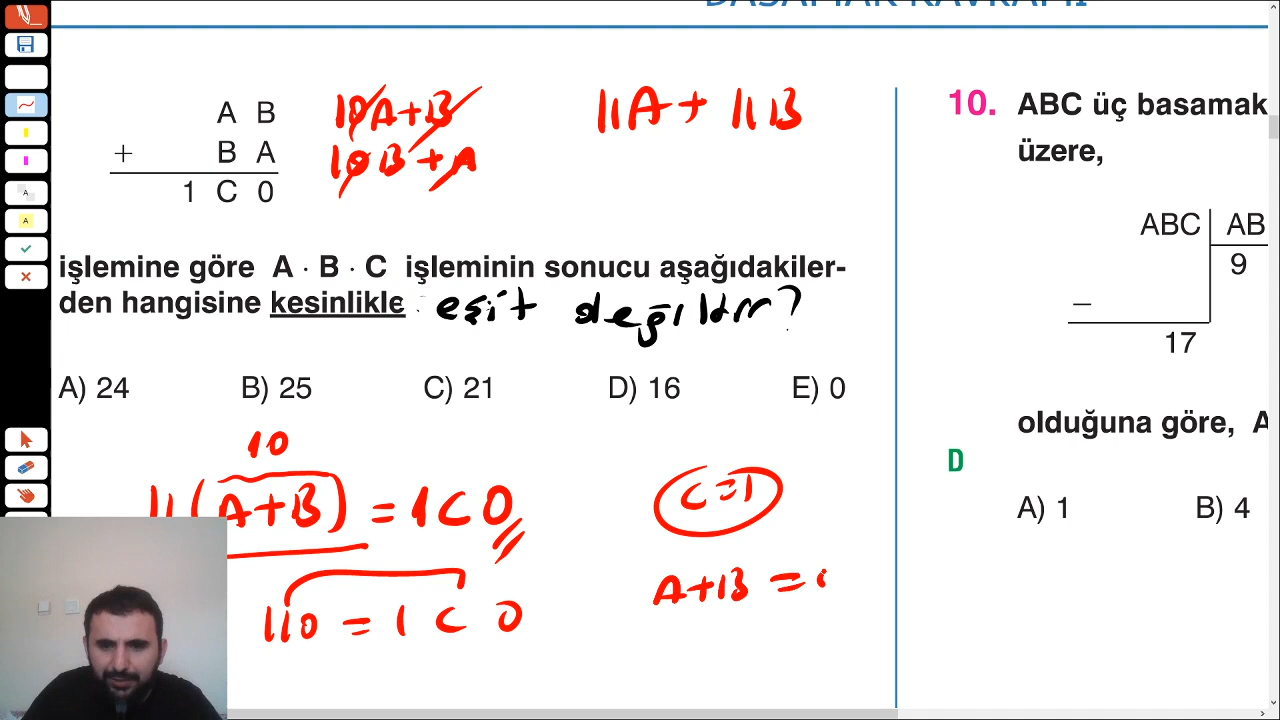 BASAMAK KAVRAMI
A B
+ B A
1 C 0
10A+B
10B+A
11A+ 11B
işlemine göre A · B · C işleminin sonucu aşağıdakiler-
den hangisine kesinlikle eşit değildir?
A) 24 B) 25 C) 21 D) 16 E) 0
10
11(A+B) = 1C0
110 = 1 C 0
C=1
A+B =
10. ABC üç basamak
üzere,
ABC AB
9
−
17
olduğuna göre, A
D
A) 1 B) 4